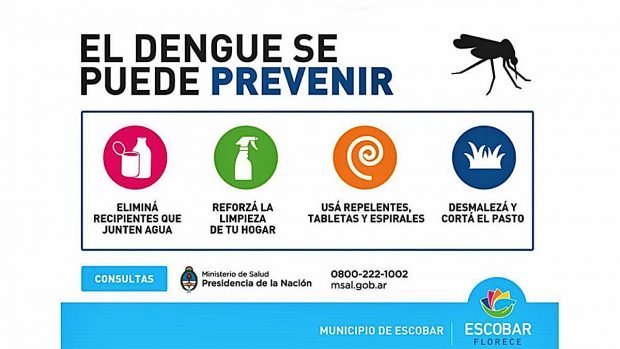 EL DENGUE SE
PUEDE PREVENIR
ELIMINÁ
RECIPIENTES QUE
JUNTEN AGUA
REFORZÁ LA
LIMPIEZA
DE TU HOGAR
USÁ REPELENTES,
TABLETAS Y ESPIRALES
DESMALEZÁ Y
CORTÁ EL PASTO
CONSULTAS
Ministerio de Salud
Presidencia de la Nación
0800-222-1002
msal.gob.ar
MUNICIPIO DE ESCOBAR
ESCOBAR
FLORECE